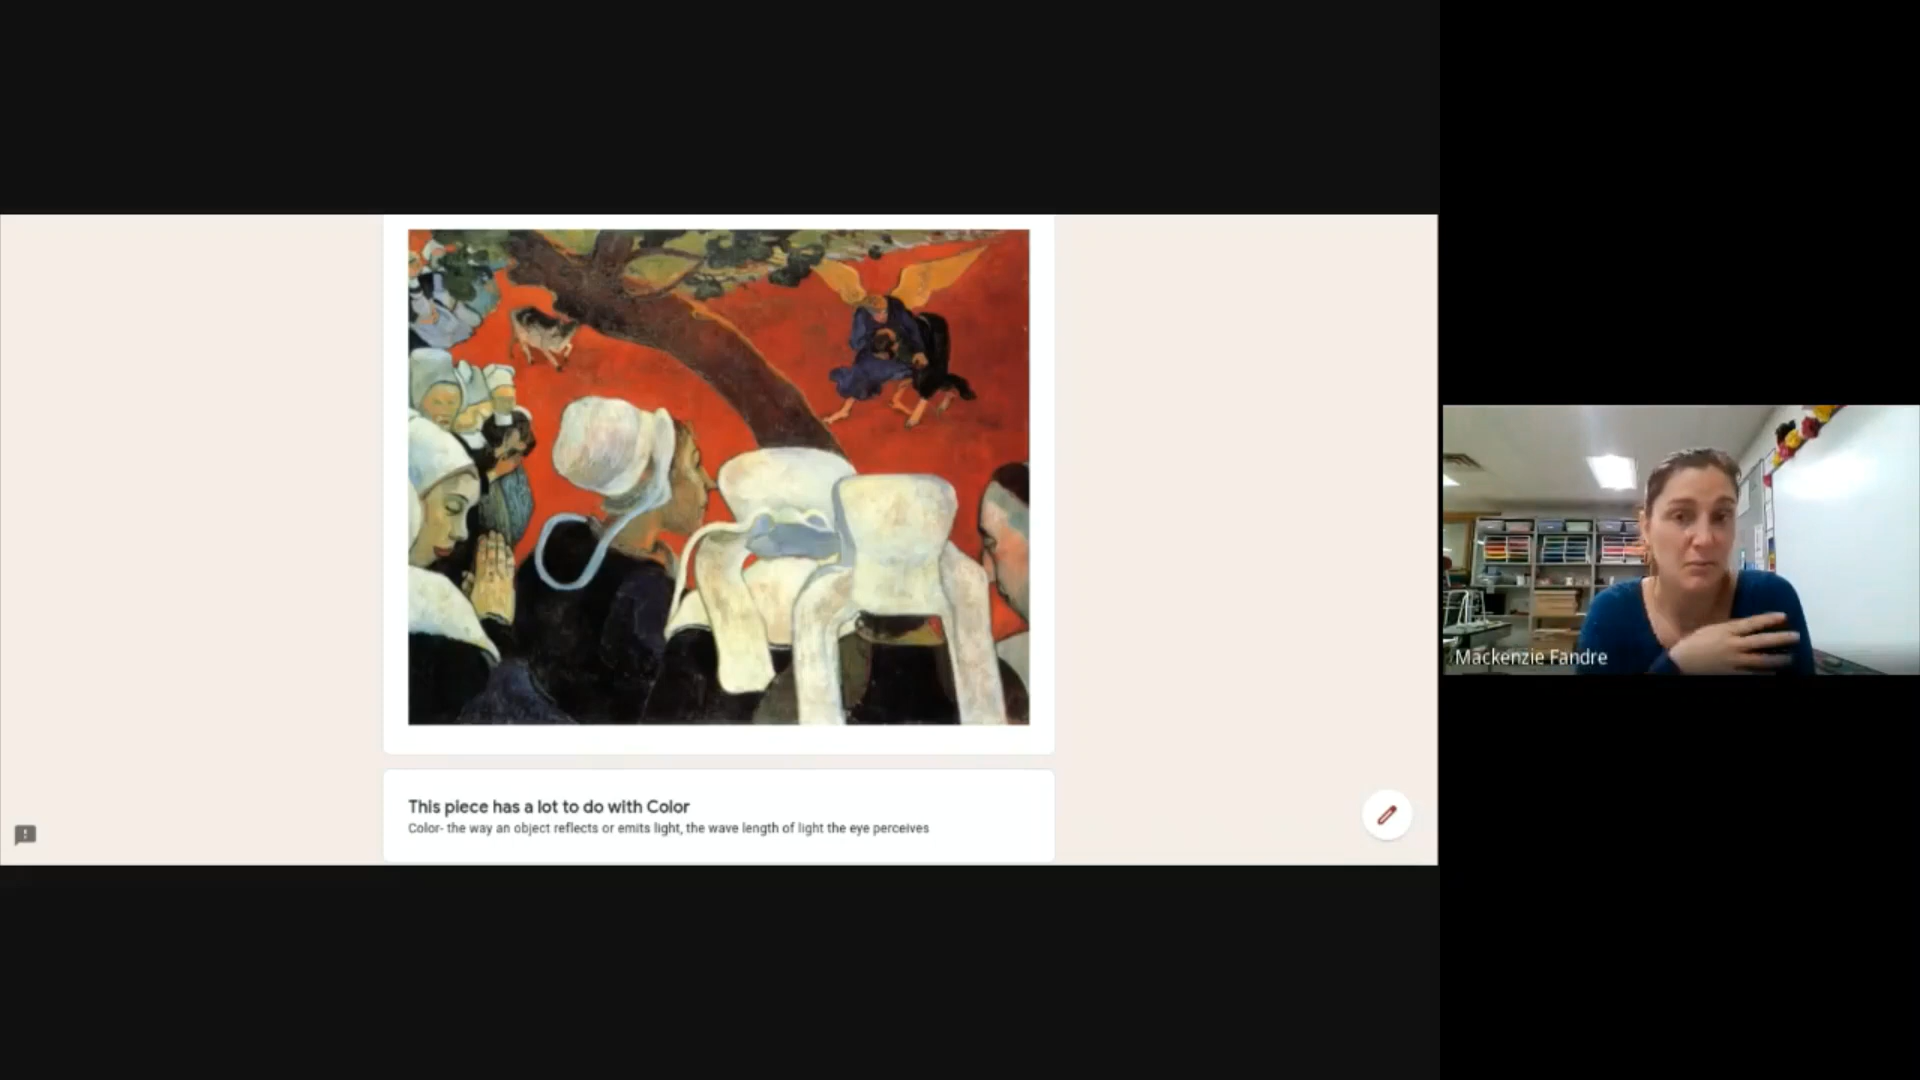 This piece has a lot to do with Color
Color- the way an object reflects or emits light, the wave length of light the eye perceives
Mackenzie Fandre